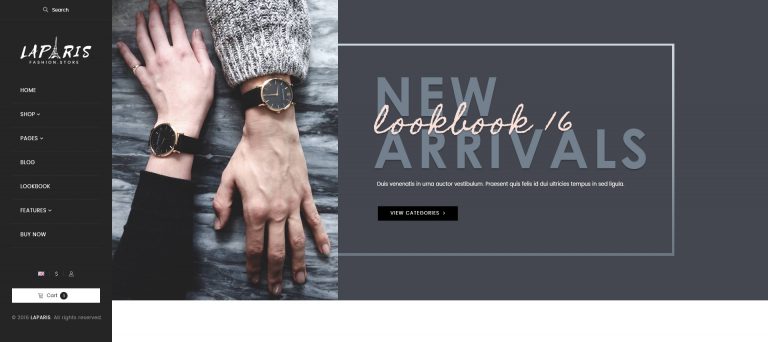 Search
LAPARIS
FASHION.STORE
HOME
SHOP
PAGES
BLOG
LOOKBOOK
FEATURES
BUY NOW
$
Cart
© 2016 LAPARIS. All rights reserved.
NEW
lookbook 16
ARRIVALS
Duis venenatis in urna auctor vestibulum. Praesent quis felis id dui ultricies tempus in sed ligula.
VIEW CATEGORIES